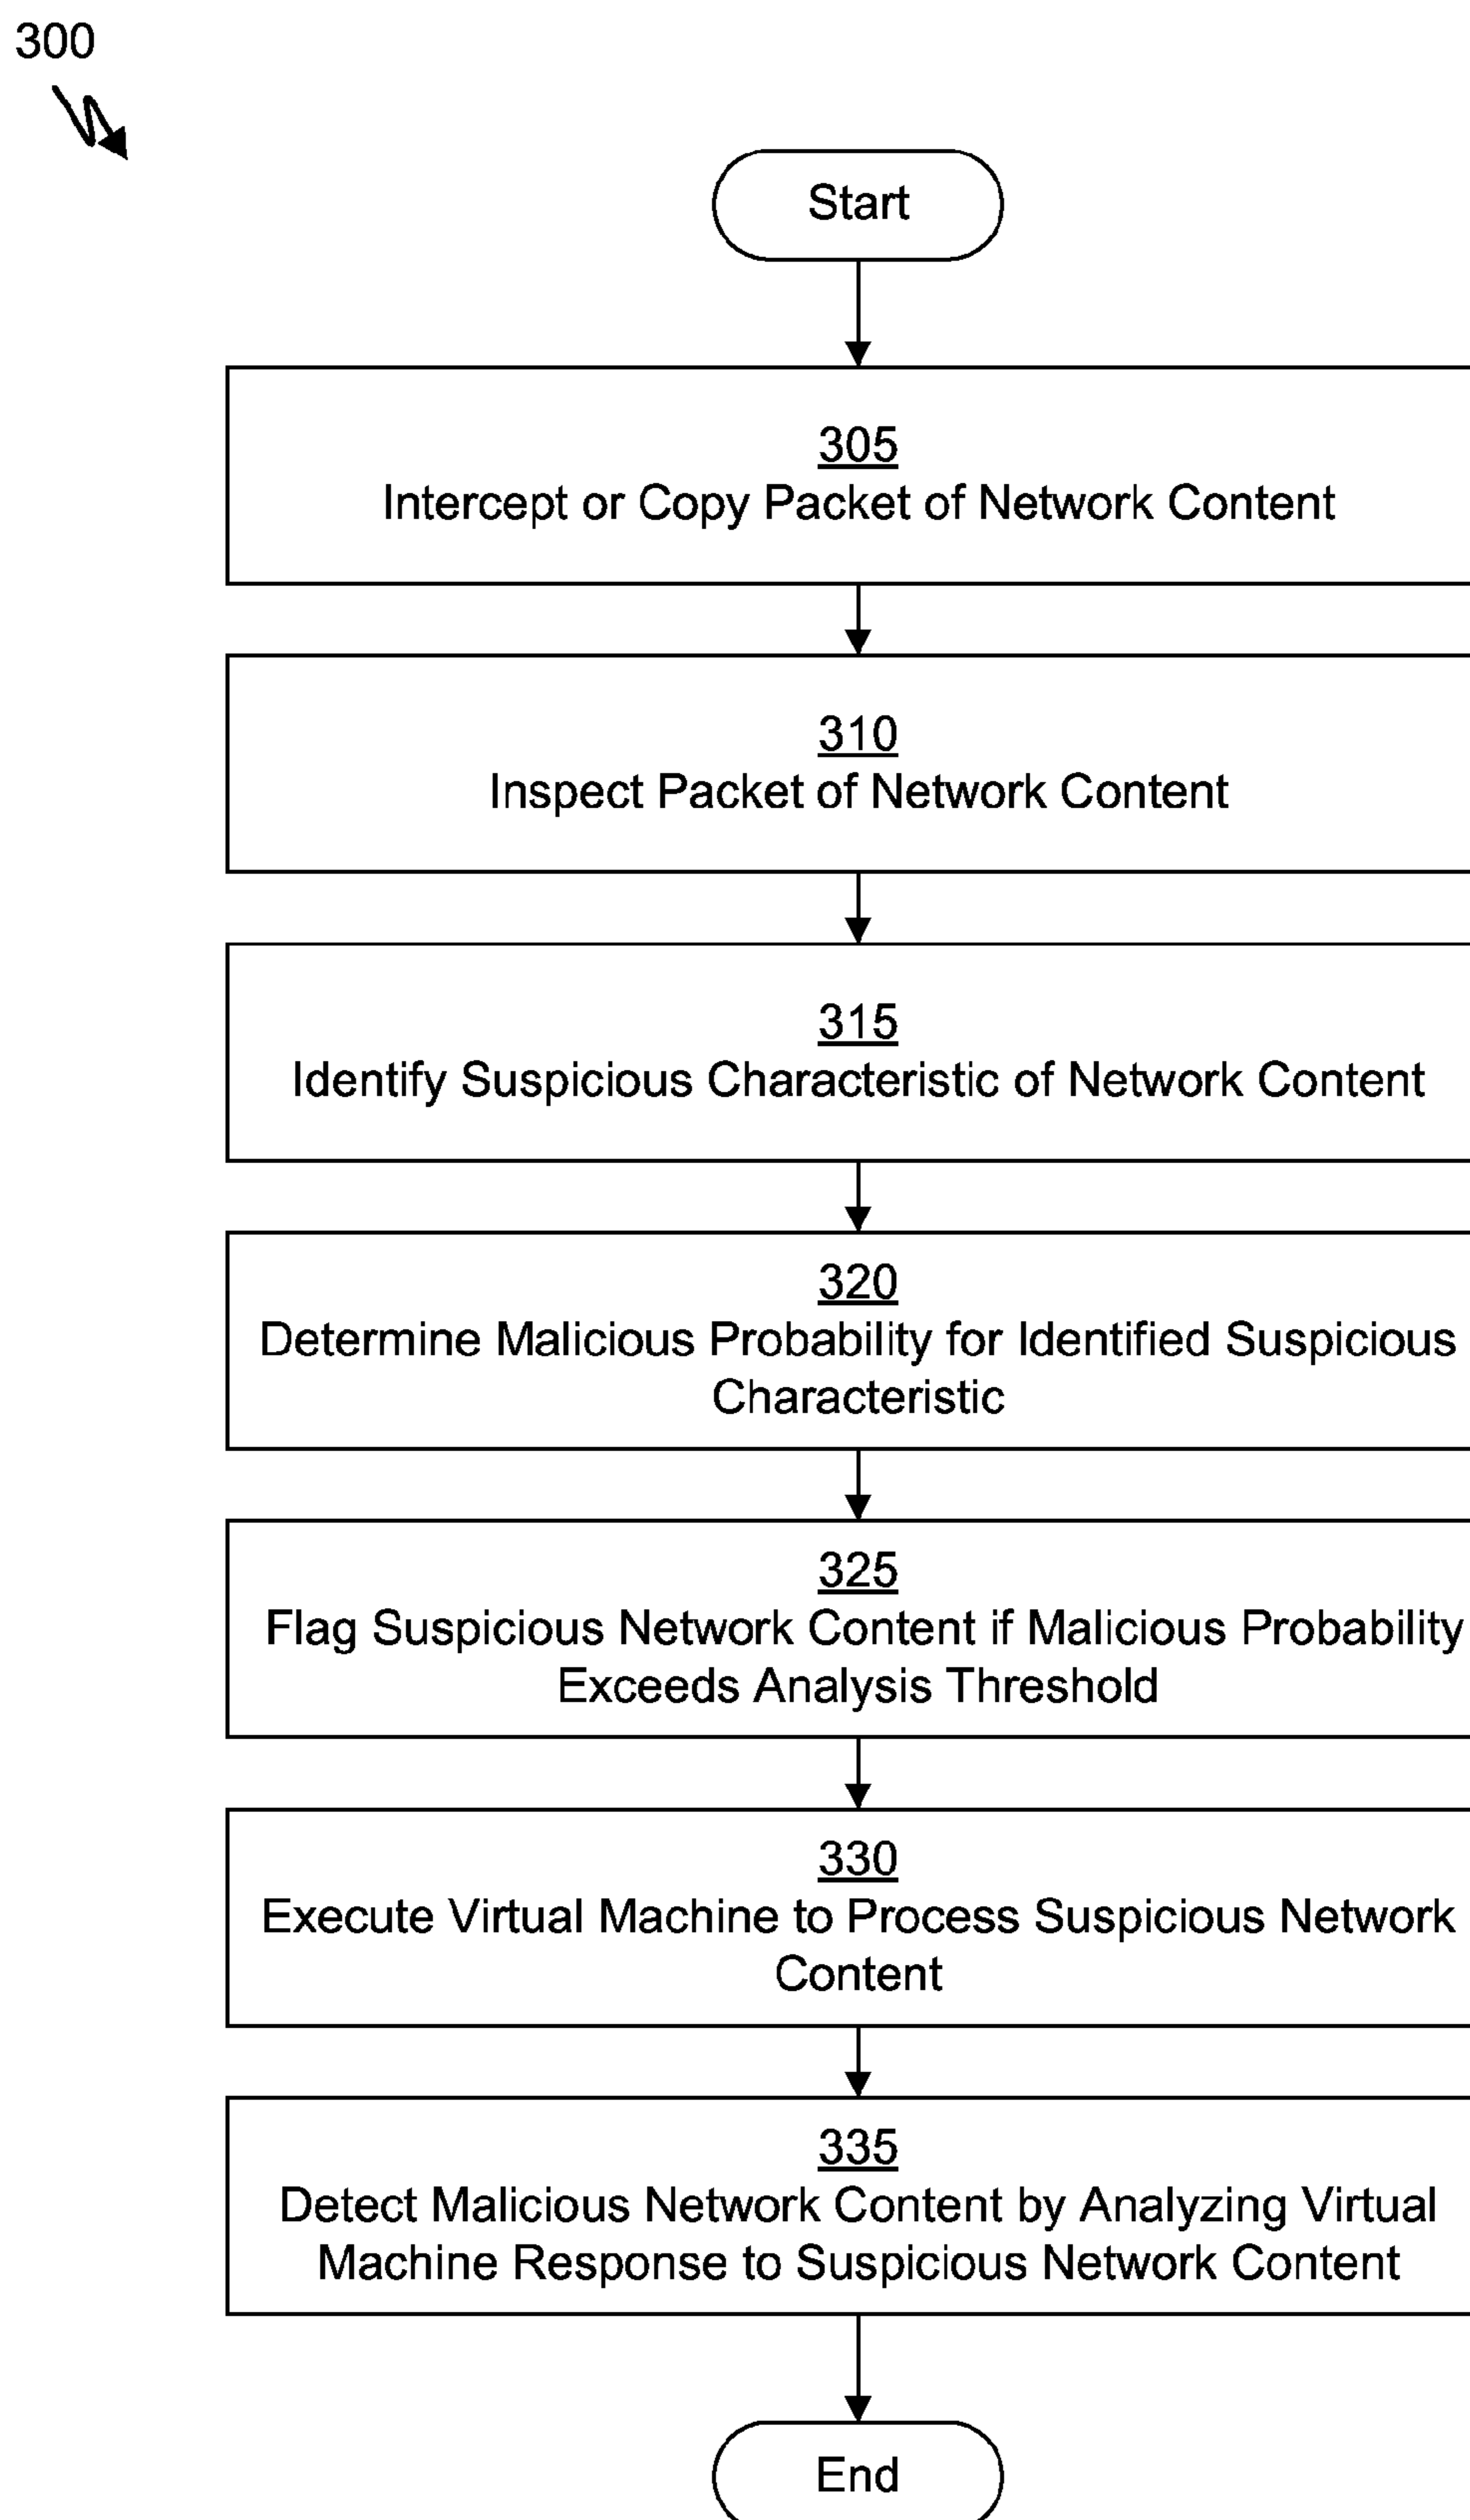 300
Start
305
Intercept or Copy Packet of Network Content
310
Inspect Packet of Network Content
315
Identify Suspicious Characteristic of Network Content
320
Determine Malicious Probability for Identified Suspicious
Characteristic
325
Flag Suspicious Network Content if Malicious Probability
Exceeds Analysis Threshold
330
Execute Virtual Machine to Process Suspicious Network
Content
335
Detect Malicious Network Content by Analyzing Virtual
Machine Response to Suspicious Network Content
End